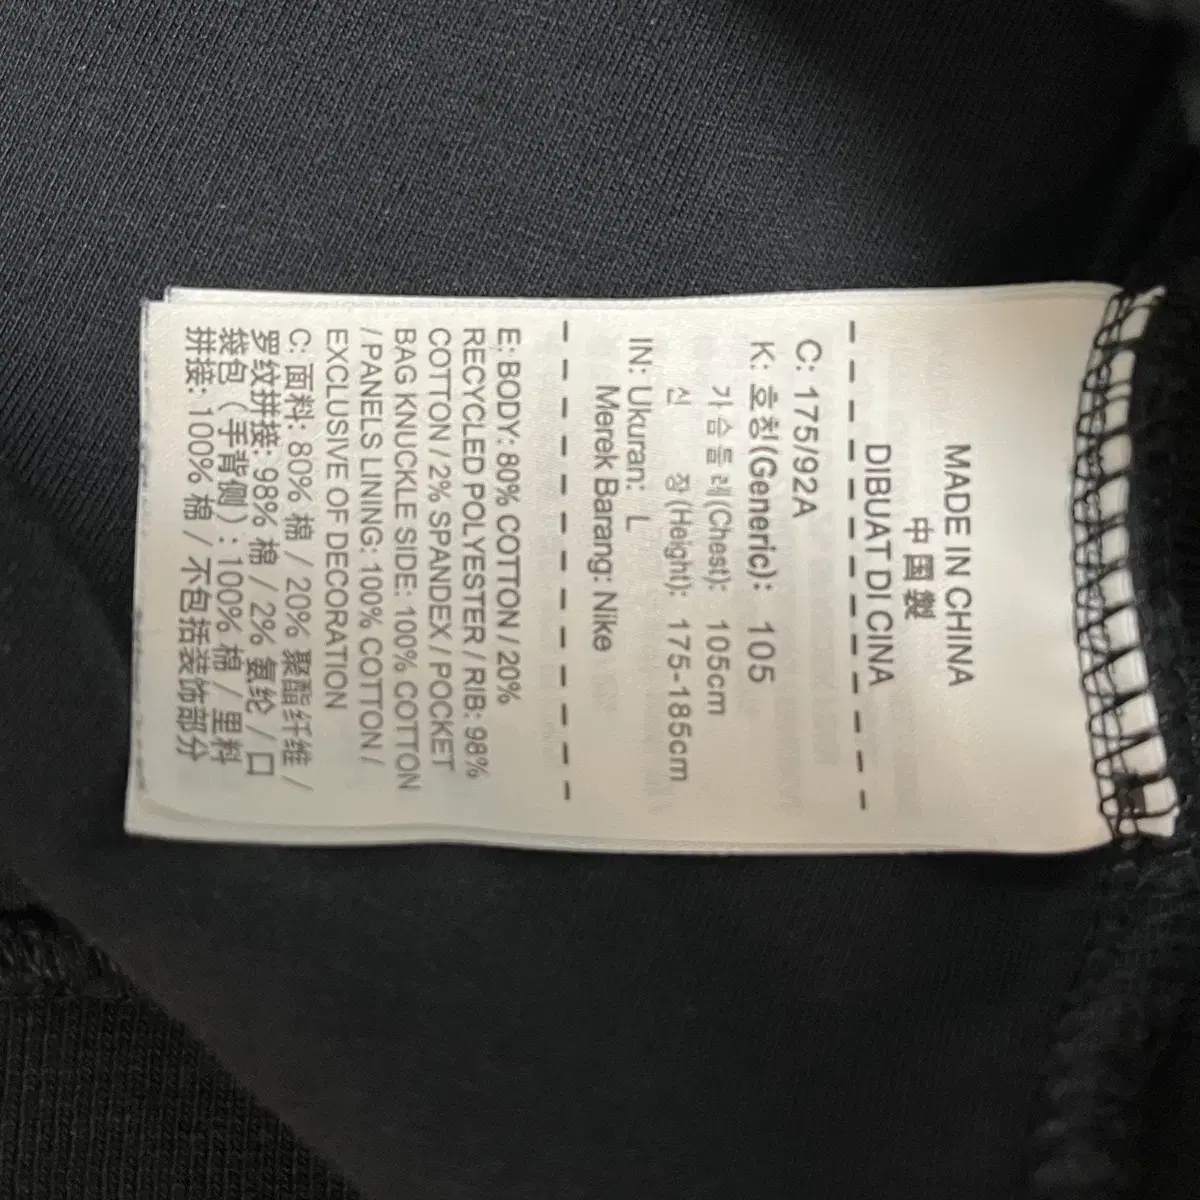 MADE IN CHINA
中国製
DIBUAT DI CINA
C: 175/92A
K: 호칭(Generic): 105
가슴둘레(Chest): 105cm
신 장(Height): 175-185cm
IN: Ukuran: L
Merek Barang: Nike
E: BODY: 80% COTTON / 20%
RECYCLED POLYESTER / RIB: 98%
COTTON / 2% SPANDEX / POCKET
BAG KNUCKLE SIDE: 100% COTTON
/ PANELS LINING: 100% COTTON /
EXCLUSIVE OF DECORATION
C: 面料: 80% 棉 / 20% 聚酯纤维 /
罗纹拼接: 98% 棉 / 2% 氨纶 / 口
袋包（手背侧）: 100% 棉 / 里料
拼接: 100% 棉 / 不包括装饰部分